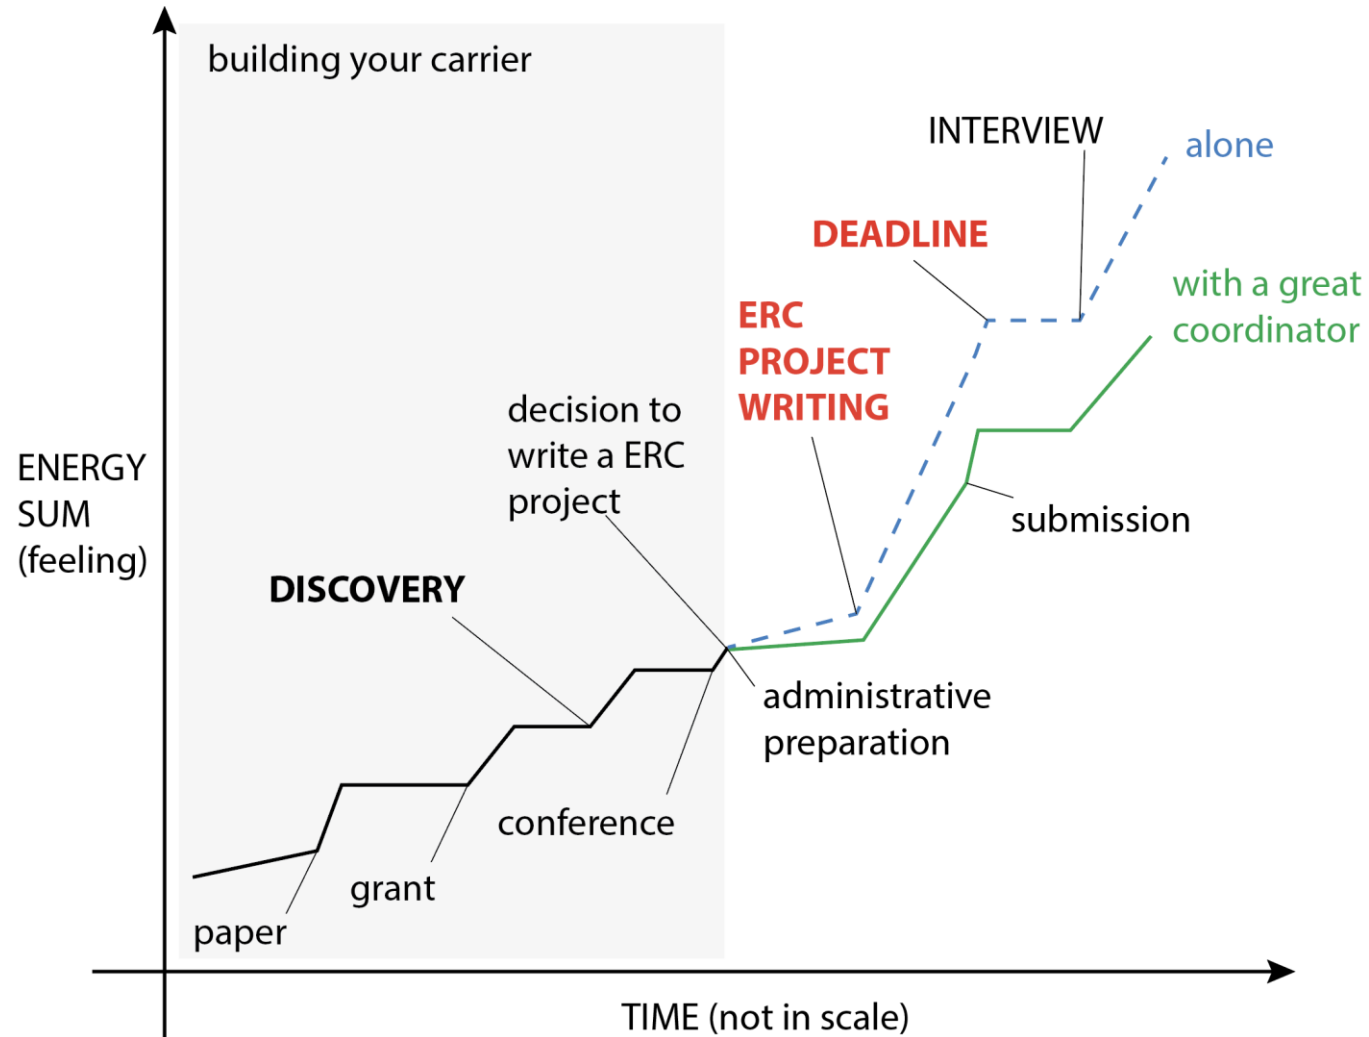 building your carrier
INTERVIEW
alone
DEADLINE
with a great
coordinator
ERC
PROJECT
WRITING
decision to
write a ERC
project
ENERGY
SUM
(feeling)
submission
DISCOVERY
administrative
preparation
conference
grant
paper
TIME (not in scale)